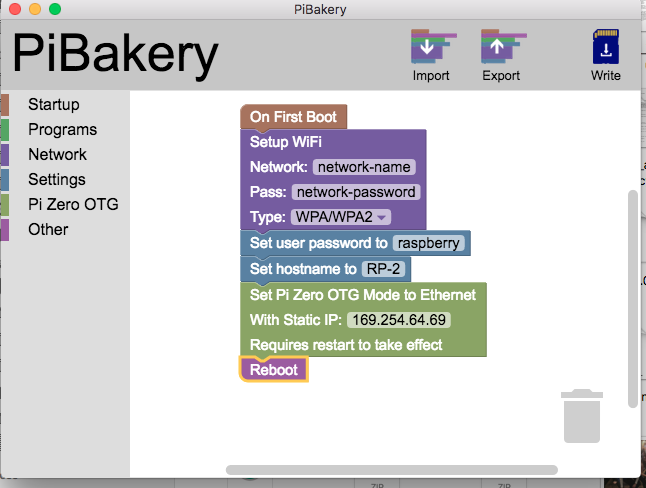 PiBakery
PiBakery
Import
Export
Write
Startup
Programs
Network
Settings
Pi Zero OTG
Other
On First Boot
Setup WiFi
Network: network-name
Pass: network-password
Type: WPA/WPA2
Set user password to raspberry
Set hostname to RP-2
Set Pi Zero OTG Mode to Ethernet
With Static IP: 169.254.64.69
Requires restart to take effect
Reboot